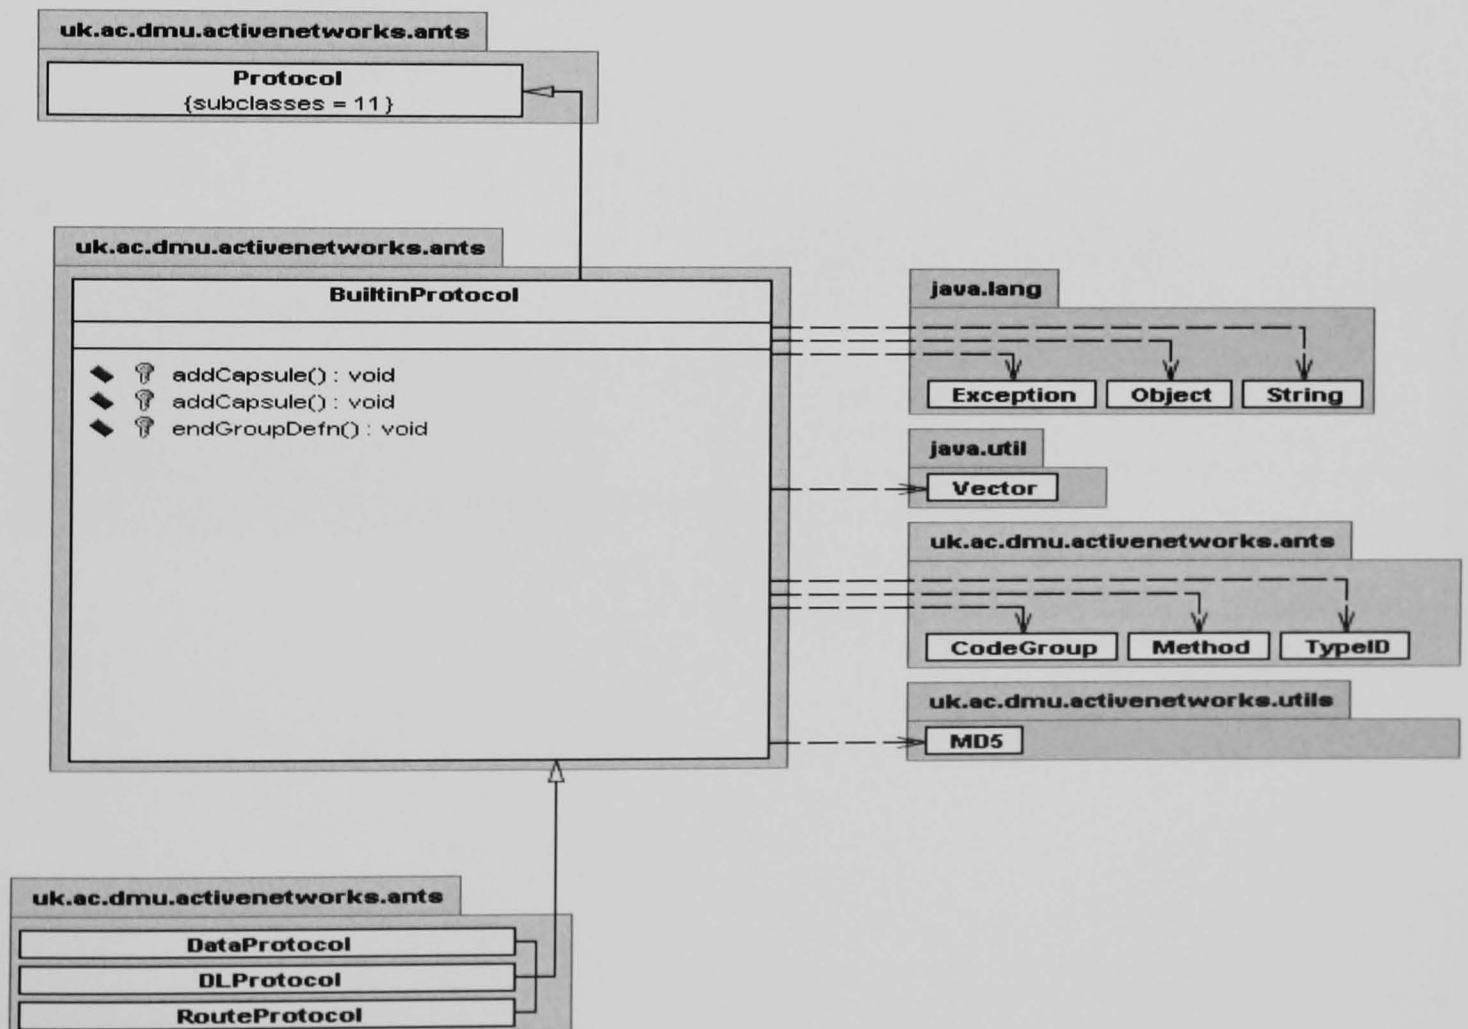 uk.ac.dmu.activenetworks.ants
Protocol
{subclasses = 11}
uk.ac.dmu.activenetworks.ants
BuiltinProtocol
addCapsule() : void
addCapsule() : void
endGroupDefn() : void
java.lang
Exception Object String
java.util
Vector
uk.ac.dmu.activenetworks.ants
CodeGroup Method TypeID
uk.ac.dmu.activenetworks.utils
MD5
uk.ac.dmu.activenetworks.ants
DataProtocol
DLProtocol
RouteProtocol